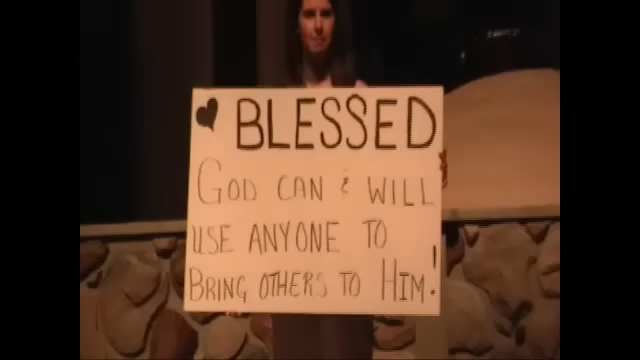 ♥ BLESSED
GOD CAN & WILL
USE ANYONE TO
BRING OTHERS TO HIM!